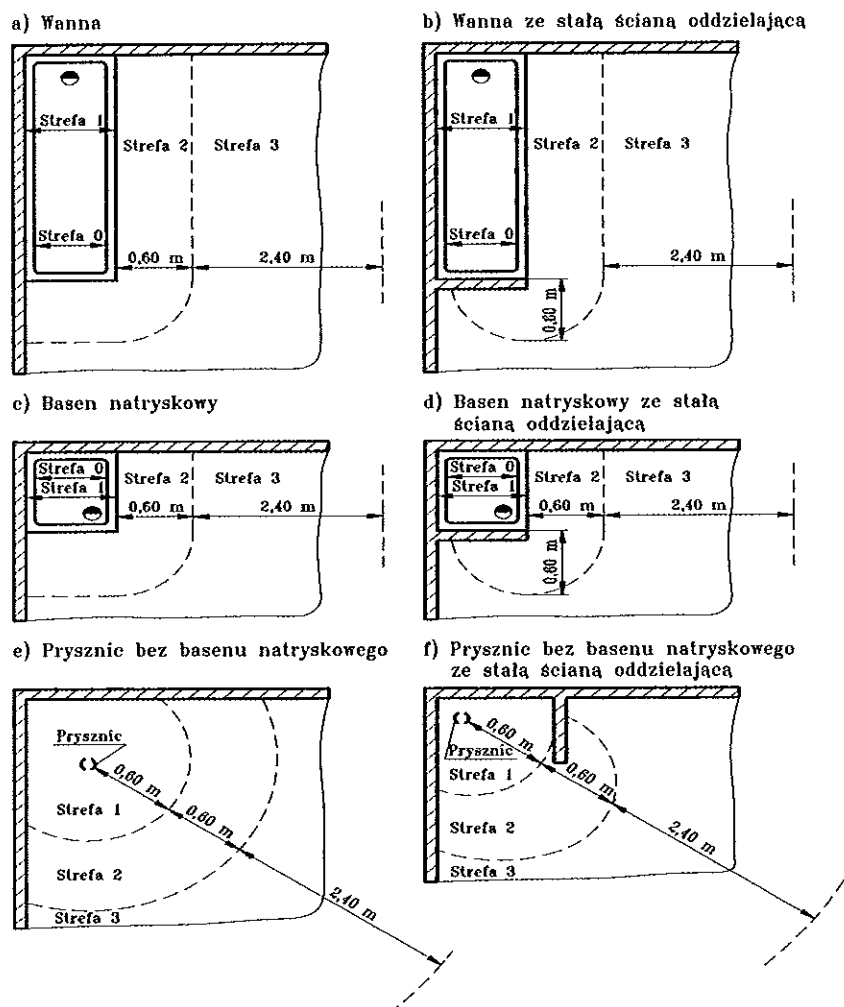 a) Wanna
Strefa 1
Strefa 2
Strefa 3
Strefa 0
0,60 m
2,40 m
b) Wanna ze stałą ścianą oddzielającą
Strefa 1
Strefa 2
Strefa 3
Strefa 0
2,40 m
0,60 m
c) Basen natryskowy
Strefa 0
Strefa 1
Strefa 2
Strefa 3
0,60 m
2,40 m
d) Basen natryskowy ze stałą
ścianą oddzielającą
Strefa 0
Strefa 1
Strefa 2
Strefa 3
0,60 m
2,40 m
0,60 m
e) Prysznic bez basenu natryskowego
Prysznic
0,60 m
Strefa 1
0,60 m
Strefa 2
2,40 m
Strefa 3
f) Prysznic bez basenu natryskowego
ze stałą ścianą oddzielającą
0,60 m
Prysznic
Strefa 1
0,60 m
Strefa 2
2,40 m
Strefa 3